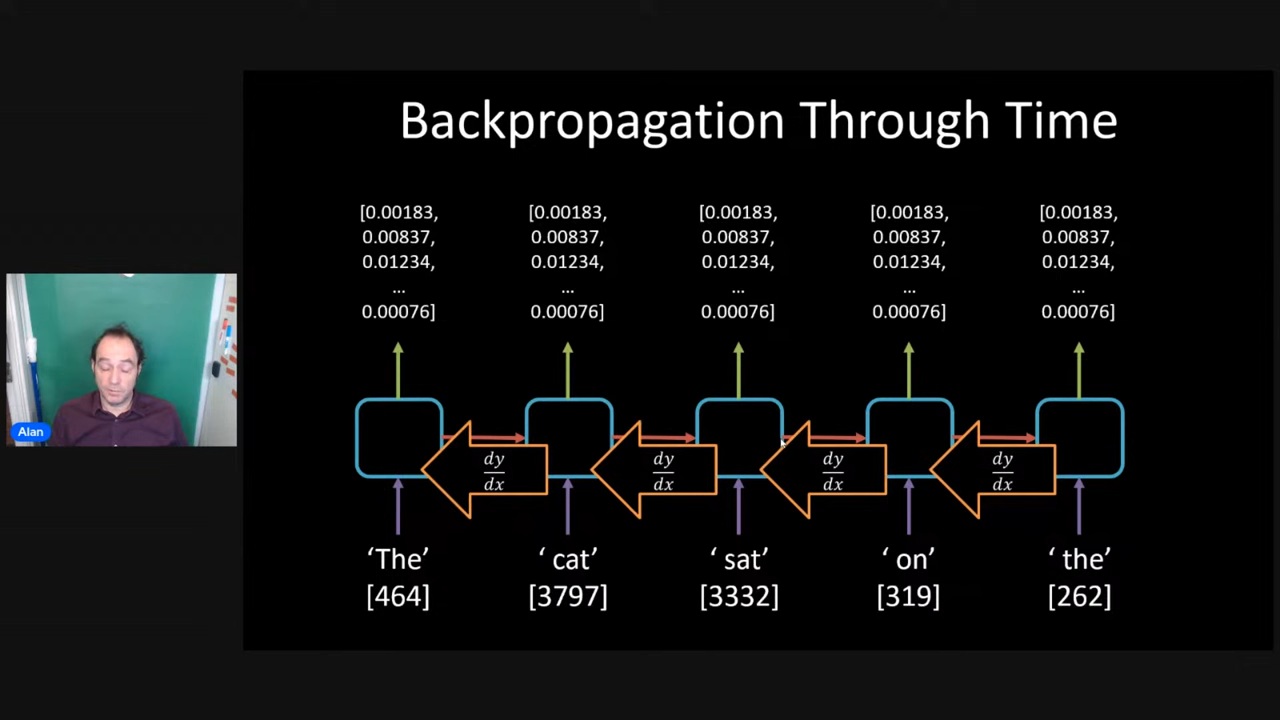 Backpropagation Through Time
[0.00183,
0.00837,
0.01234,
...
0.00076]
[0.00183,
0.00837,
0.01234,
...
0.00076]
[0.00183,
0.00837,
0.01234,
...
0.00076]
[0.00183,
0.00837,
0.01234,
...
0.00076]
[0.00183,
0.00837,
0.01234,
...
0.00076]
Alan
dy
dx
dy
dx
dy
dx
dy
dx
‘The’
[464]
‘ cat’
[3797]
‘ sat’
[3332]
‘ on’
[319]
‘ the’
[262]